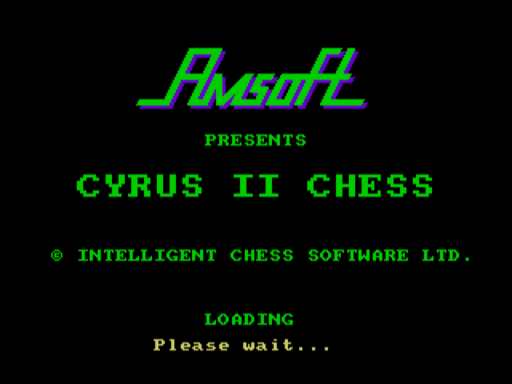 Amsoft
PRESENTS
CYRUS II CHESS
© INTELLIGENT CHESS SOFTWARE LTD.
LOADING
Please wait...